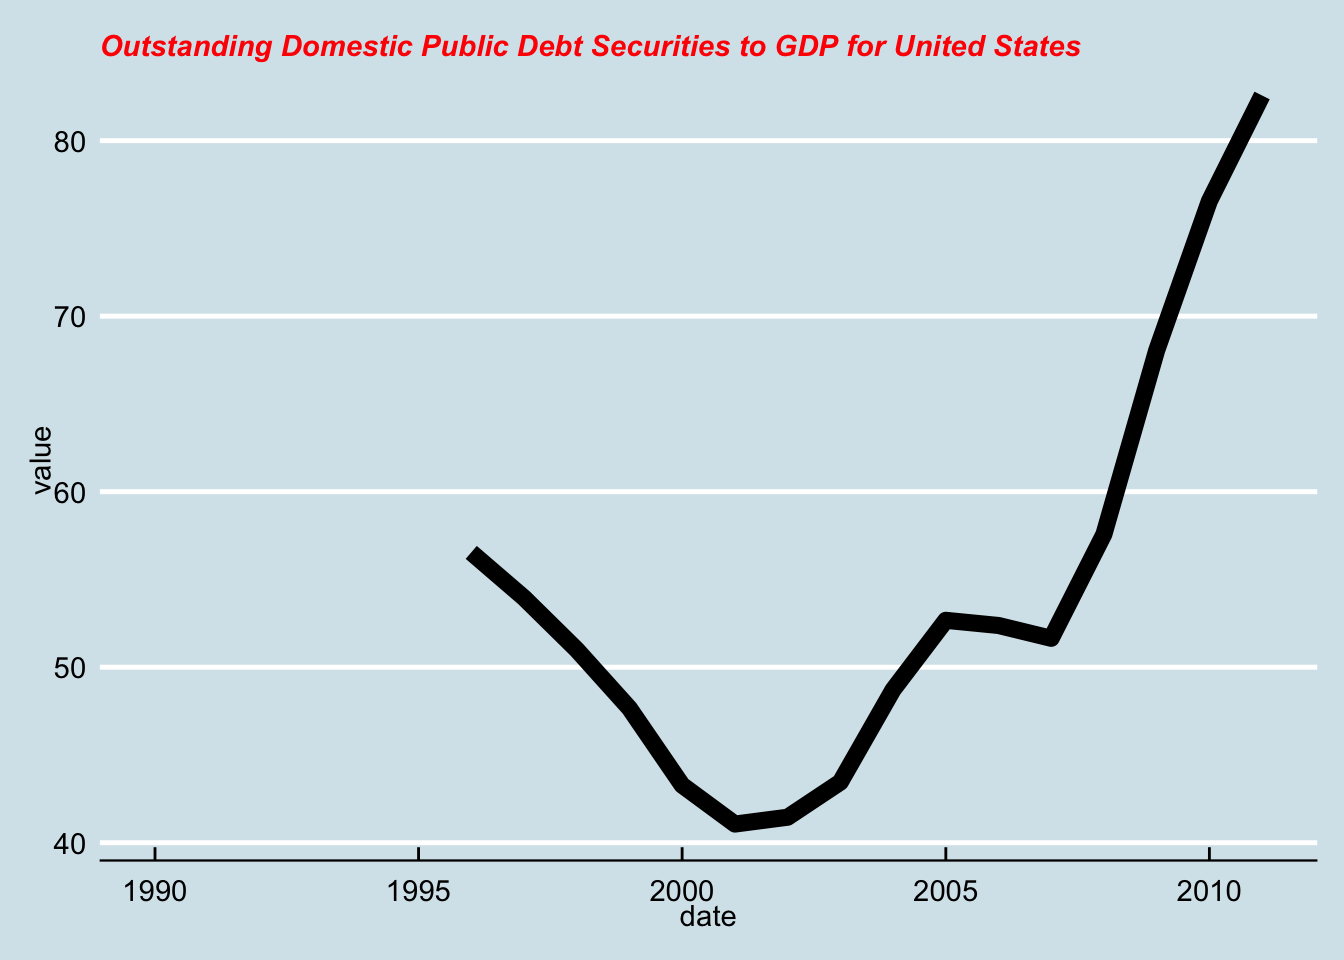 Outstanding Domestic Public Debt Securities to GDP for United States
80
70
value
60
50
40
1990 1995 2000 2005 2010
date